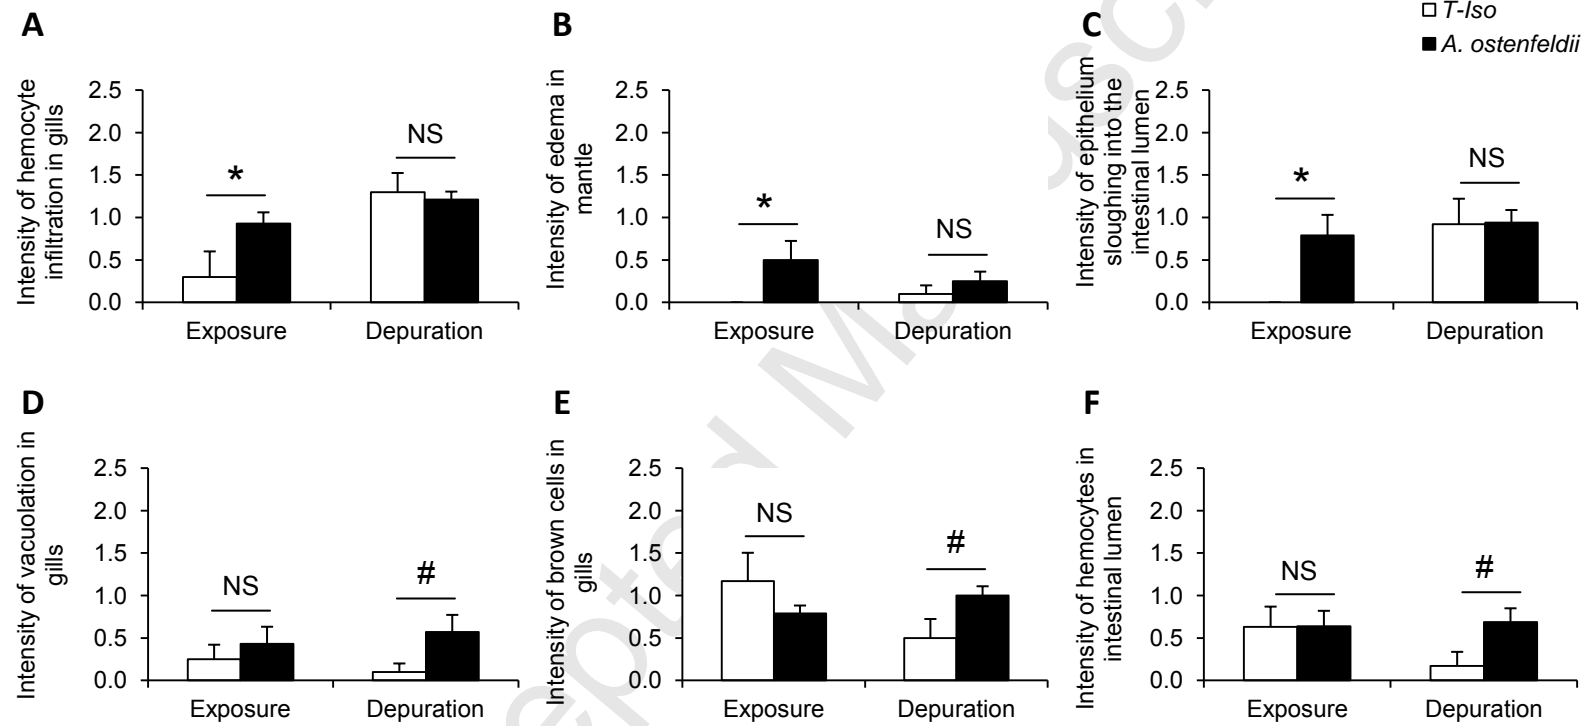 T-Iso
A. ostenfeldii
A
Intensity of hemocyte
infiltration in gills
2.5
2.0
1.5
1.0
0.5
0.0
*
NS
Exposure
Depuration
B
Intensity of edema in
mantle
2.5
2.0
1.5
1.0
0.5
0.0
*
NS
Exposure
Depuration
C
Intensity of epithelium
sloughing into the
intestinal lumen
2.5
2.0
1.5
1.0
0.5
0.0
*
NS
Exposure
Depuration
D
Intensity of vacuolation in
gills
2.5
2.0
1.5
1.0
0.5
0.0
NS
#
Exposure
Depuration
E
Intensity of brown cells in
gills
2.5
2.0
1.5
1.0
0.5
0.0
NS
#
Exposure
Depuration
F
Intensity of hemocytes in
intestinal lumen
2.5
2.0
1.5
1.0
0.5
0.0
NS
#
Exposure
Depuration